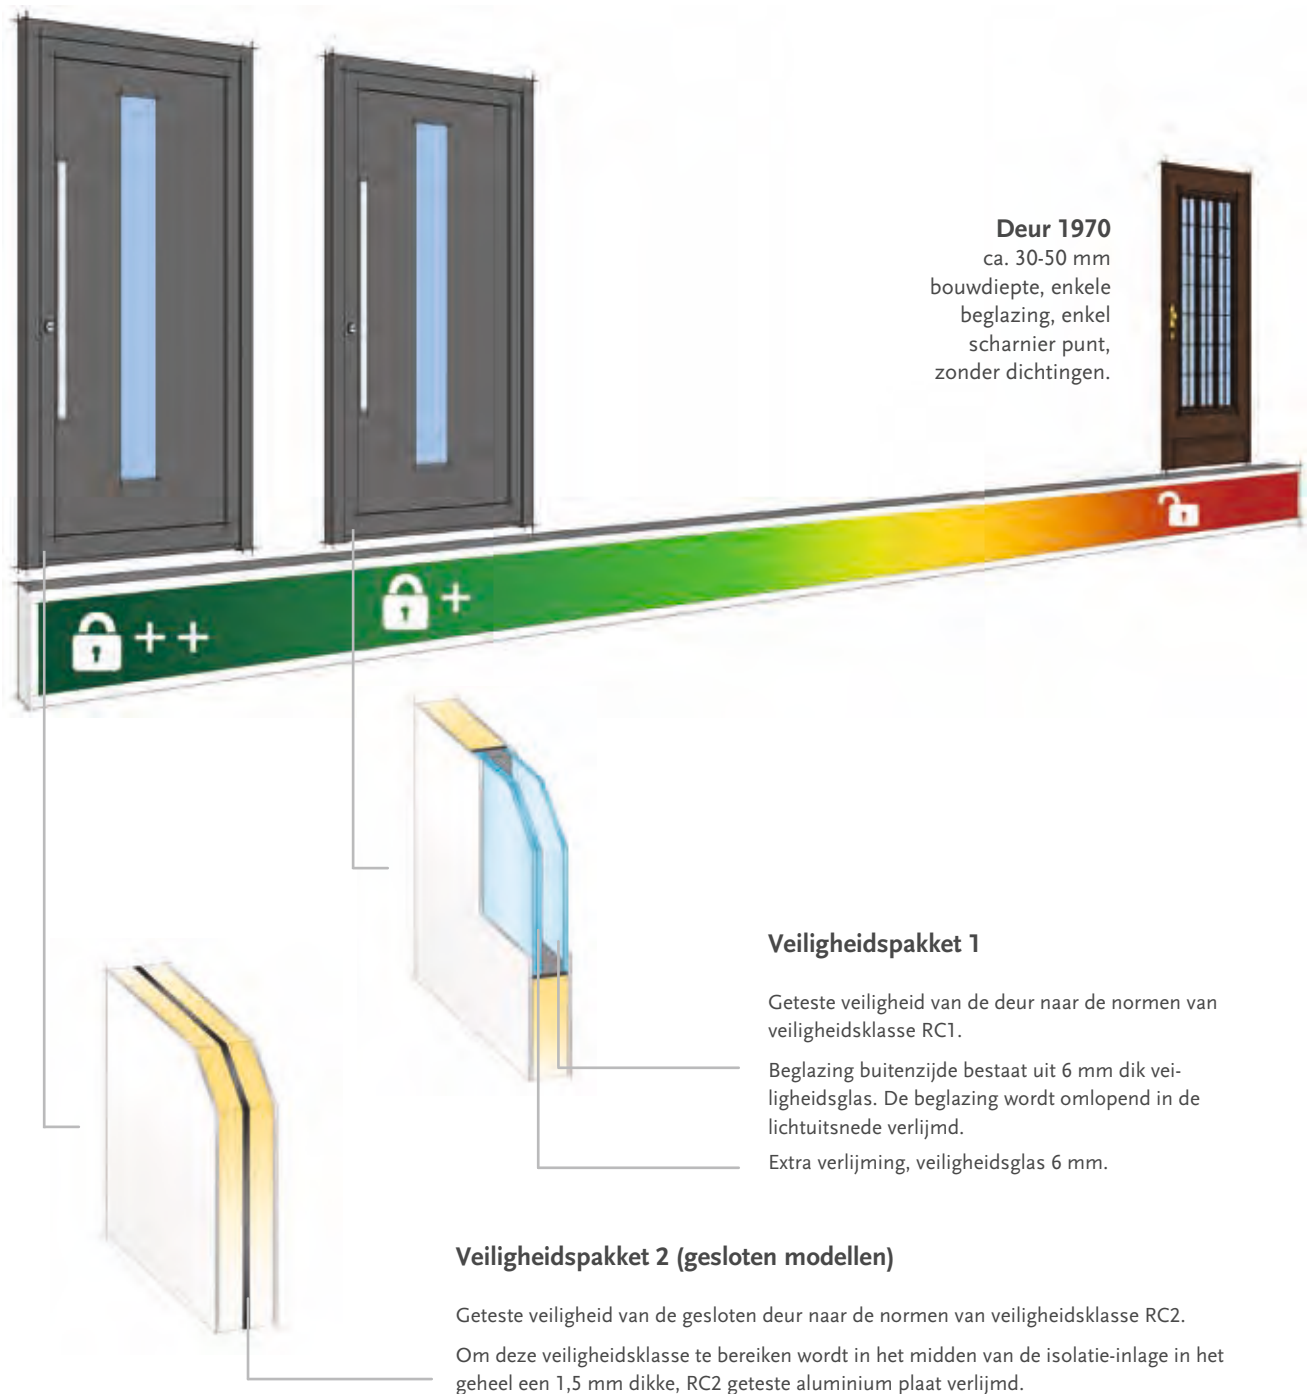 Deur 1970
ca. 30-50 mm
bouwdiepte, enkele
beglazing, enkel
scharnier punt,
zonder dichtingen.
++
+
Veiligheidspakket 1
Geteste veiligheid van de deur naar de normen van
veiligheidsklasse RC1.
Beglazing buitenzijde bestaat uit 6 mm dik vei-
ligheidsglas. De beglazing wordt omlopend in de
lichtuitsnede verlijmd.
Extra verlijming, veiligheidsglas 6 mm.
Veiligheidspakket 2 (gesloten modellen)
Geteste veiligheid van de gesloten deur naar de normen van veiligheidsklasse RC2.
Om deze veiligheidsklasse te bereiken wordt in het midden van de isolatie-inlage in het
geheel een 1,5 mm dikke, RC2 geteste aluminium plaat verlijmd.